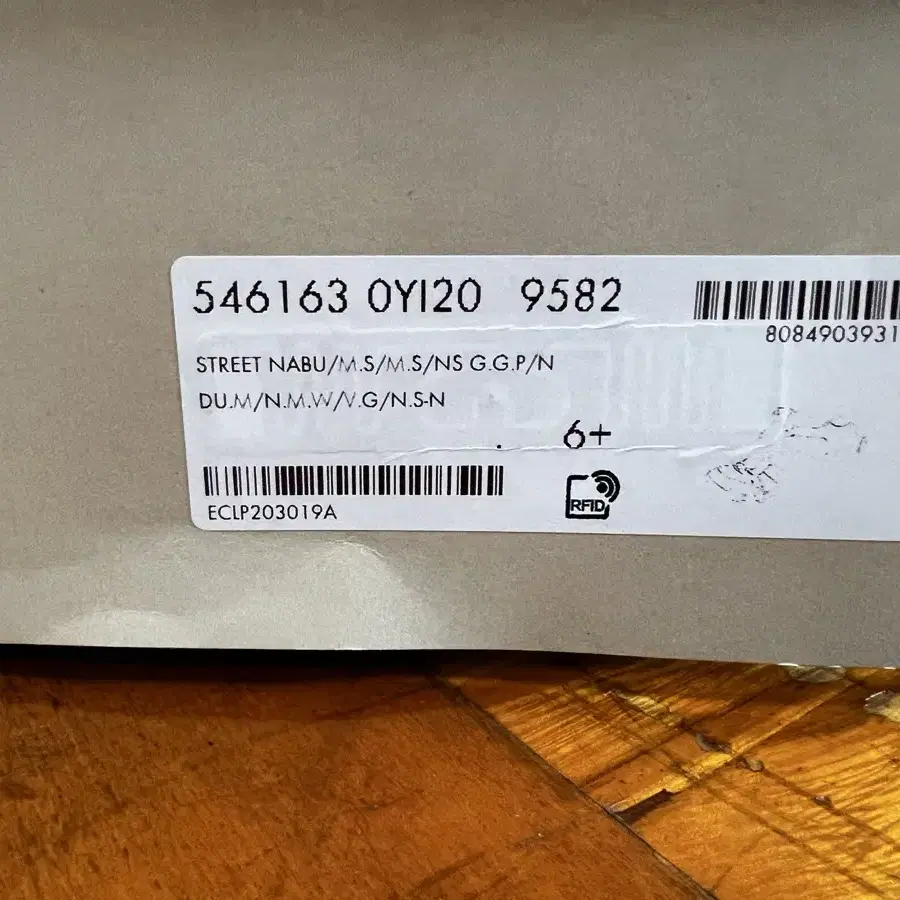 546163 0YI20 9582
8084903931
STREET NABU/M.S/M.S/NS G.G.P/N
DU.M/N.M.W/V.G/N.S-N
6+
ECLP203019A
RFID